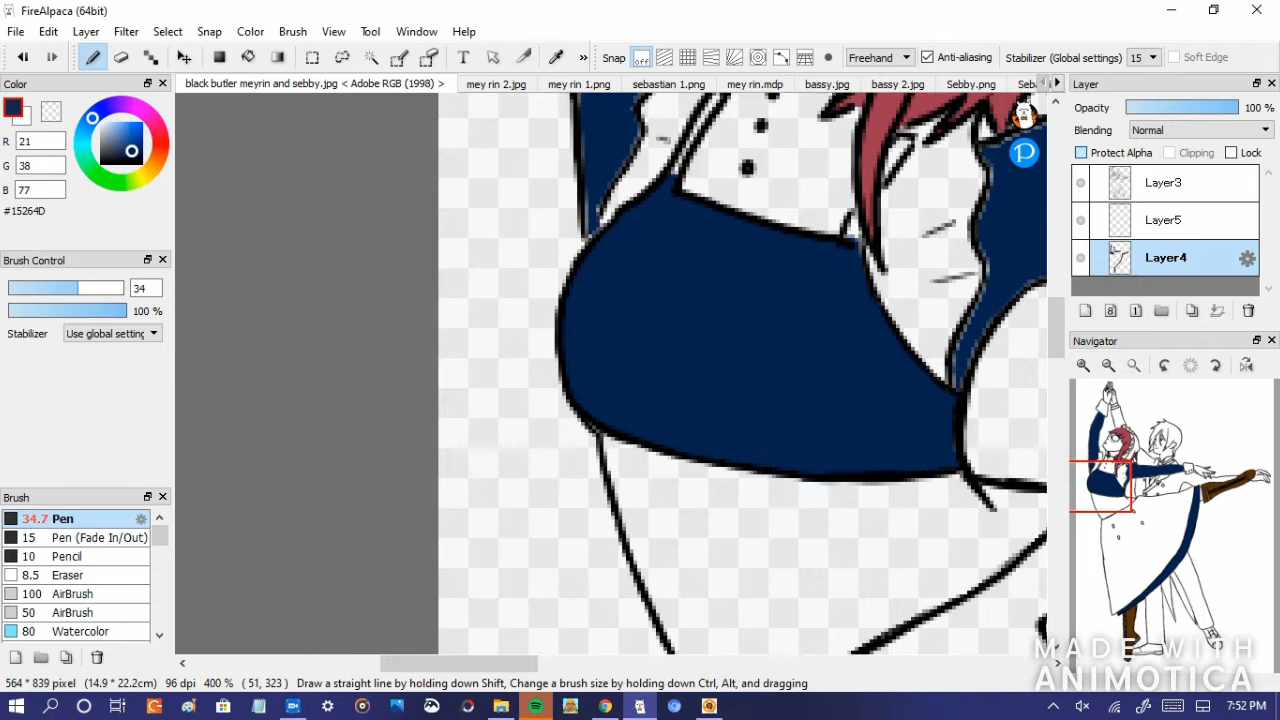 FireAlpaca (64bit)
File Edit Layer Filter Select Snap Color Brush View Tool Window Help
T » Snap off Freehand Anti-aliasing Stabilizer (Global settings) 15 Soft Edge
Color
black butler meyrin and sebby.jpg < Adobe RGB (1998) > mey rin 2.jpg mey rin 1.png sebastian 1.png mey rin.mdp bassy.jpg bassy 2.jpg Sebby.png
Layer
Opacity 100 %
Blending Normal
Protect Alpha Clipping Lock
Layer3
Layer5
Layer4
R 21
G 38
B 77
#15264D
P
Brush Control
34
100 %
Stabilizer Use global setting
Navigator
Brush
34.7 Pen
15 Pen (Fade In/Out)
10 Pencil
8.5 Eraser
100 AirBrush
50 AirBrush
80 Watercolor
MADE WITH
ANIMOTICA
564 * 839 pixel (14.9 * 22.2cm) 96 dpi 400 % ( 51, 323 ) Draw a straight line by holding down Shift, Change a brush size by holding down Ctrl, Alt, and dragging
7:52 PM